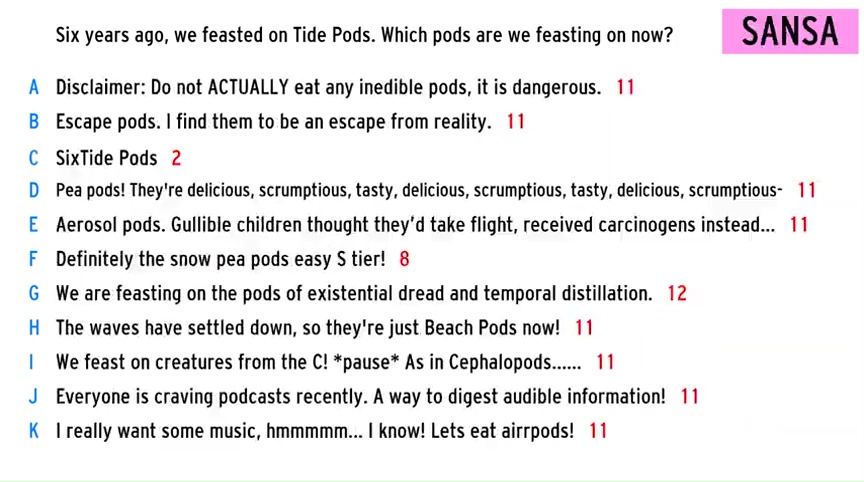 Six years ago, we feasted on Tide Pods. Which pods are we feasting on now?
SANSA
A Disclaimer: Do not ACTUALLY eat any inedible pods, it is dangerous. 11
B Escape pods. I find them to be an escape from reality. 11
C SixTide Pods 2
D Pea pods! They're delicious, scrumptious, tasty, delicious, scrumptious, tasty, delicious, scrumptious- 11
E Aerosol pods. Gullible children thought they'd take flight, received carcinogens instead... 11
F Definitely the snow pea pods easy S tier! 8
G We are feasting on the pods of existential dread and temporal distillation. 12
H The waves have settled down, so they're just Beach Pods now! 11
I We feast on creatures from the C! *pause* As in Cephalopods...... 11
J Everyone is craving podcasts recently. A way to digest audible information! 11
K I really want some music, hmmmmm... I know! Lets eat airrpods! 11